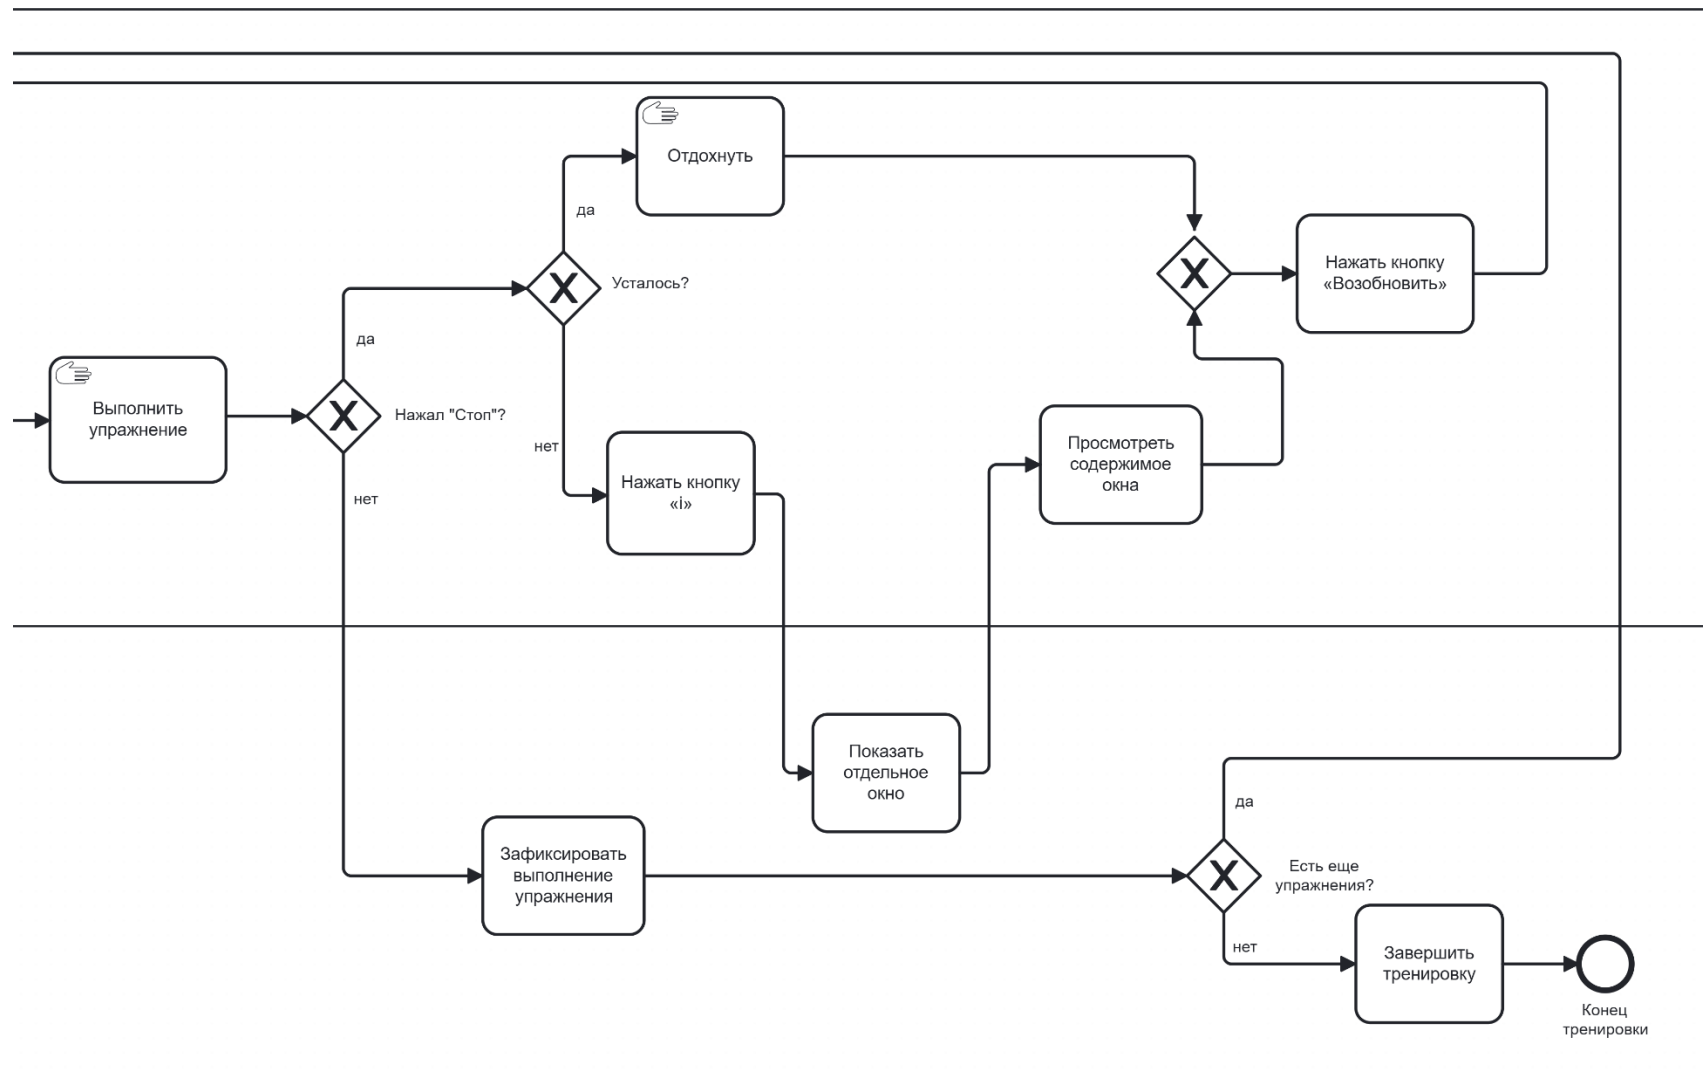 Отдохнуть
да
Усталось?
Нажать кнопку
«Возобновить»
да
Выполнить
упражнение
Нажал "Стоп"?
нет
нет
Нажать кнопку
«i»
Просмотреть
содержимое
окна
Показать
отдельное
окно
да
Зафиксировать
выполнение
упражнения
Есть еще
упражнения?
нет
Завершить
тренировку
Конец
тренировки